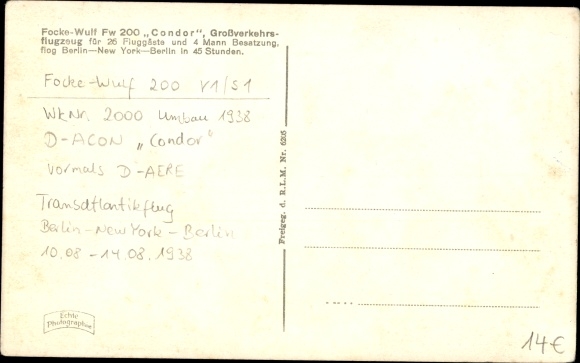 Focke-Wulf Fw 200 „Condor", Großverkehrs-
flugzeug für 26 Fluggäste und 4 Mann Besatzung,
flog Berlin—New York—Berlin in 45 Stunden.
Focke-Wulf 200 V1/S1
WkNr. 2000 Umbau 1938
D-ACON „Condor"
vormals D-AERE
Transatlantikflug
Berlin-New York - Berlin
10.08 - 14.08.1938
Freigeg. d. R.L.M. Nr. 6205
Echte
Photographie
14€